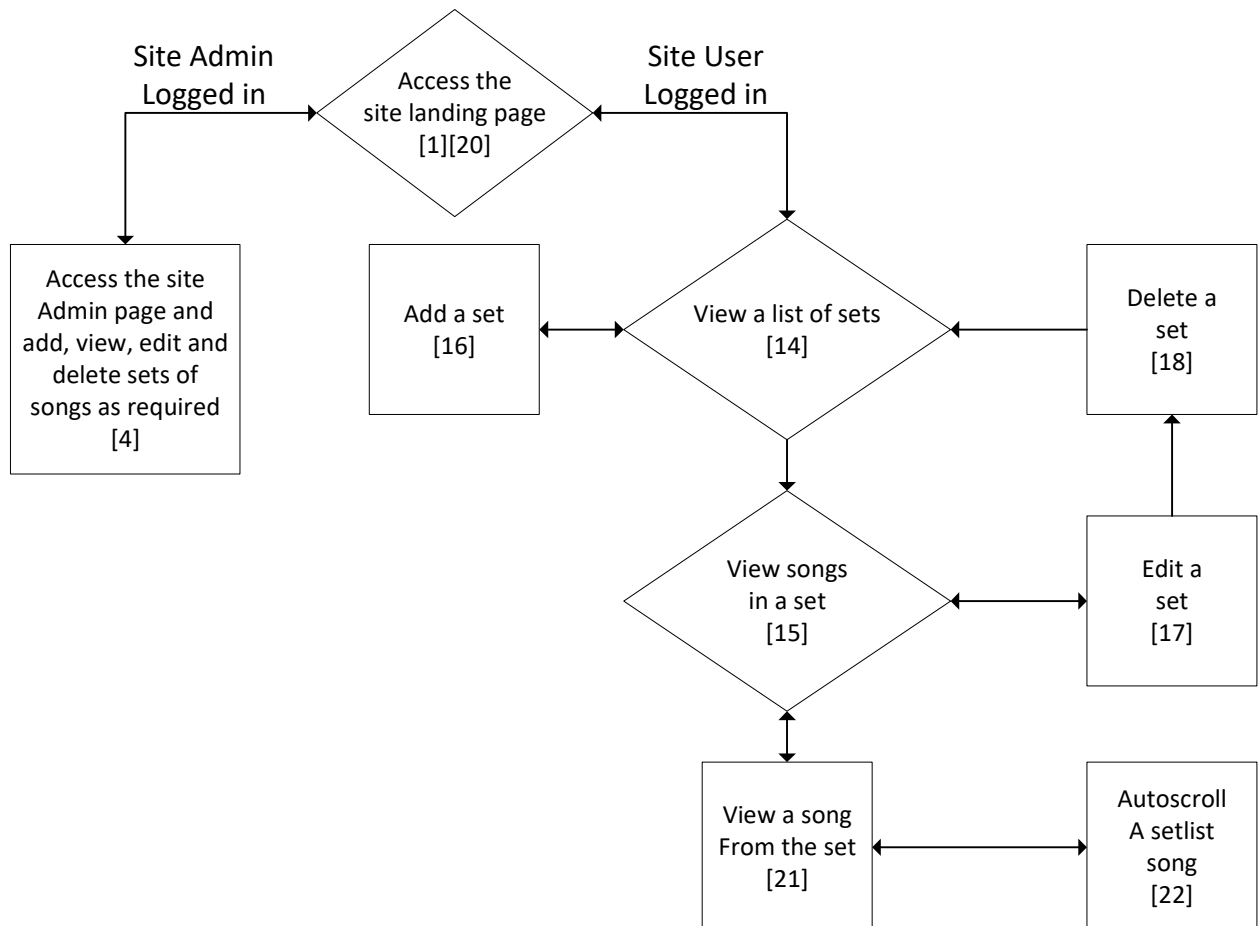 Site Admin
Logged in
Access the
site landing page
[1][20]
Site User
Logged in
Access the site
Admin page and
add, view, edit and
delete sets of
songs as required
[4]
Add a set
[16]
View a list of sets
[14]
Delete a
set
[18]
View songs
in a set
[15]
Edit a
set
[17]
View a song
From the set
[21]
Autoscroll
A setlist
song
[22]